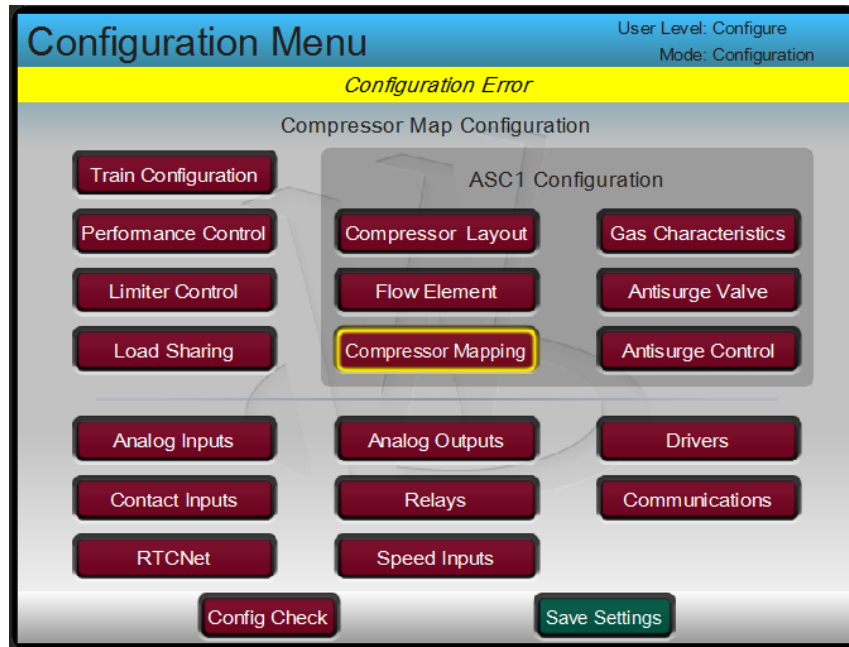 Configuration Menu
User Level: Configure
Mode: Configuration
Configuration Error
Compressor Map Configuration
Train Configuration
ASC1 Configuration
Performance Control
Compressor Layout
Gas Characteristics
Limiter Control
Flow Element
Antisurge Valve
Load Sharing
Compressor Mapping
Antisurge Control
Analog Inputs
Analog Outputs
Drivers
Contact Inputs
Relays
Communications
RTCNet
Speed Inputs
Config Check
Save Settings